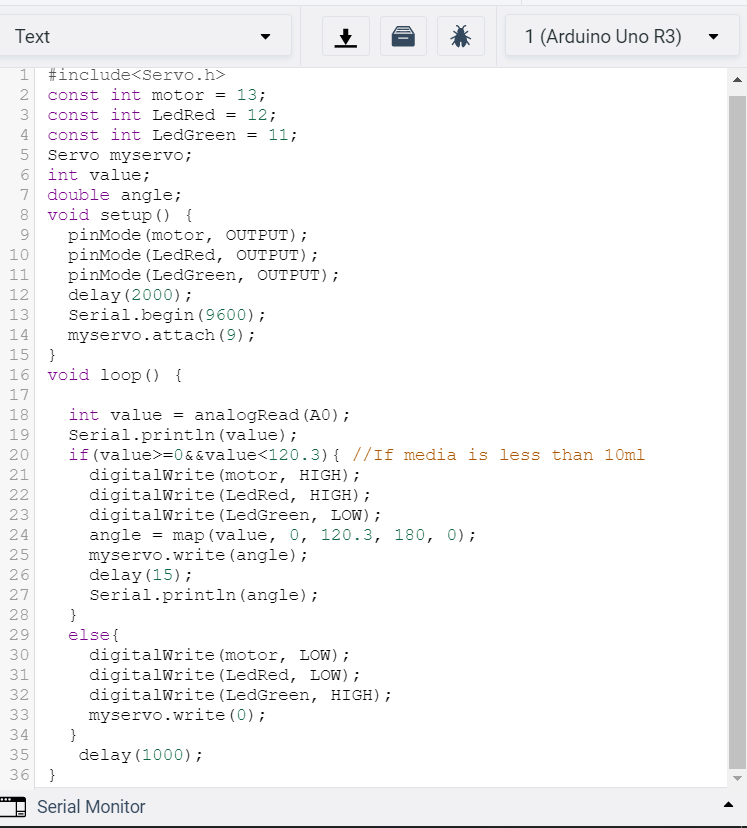 Text
1 (Arduino Uno R3)
1 #include<Servo.h>
2 const int motor = 13;
3 const int LedRed = 12;
4 const int LedGreen = 11;
5 Servo myservo;
6 int value;
7 double angle;
8 void setup() {
9   pinMode(motor, OUTPUT);
10   pinMode(LedRed, OUTPUT);
11   pinMode(LedGreen, OUTPUT);
12   delay(2000);
13   Serial.begin(9600);
14   myservo.attach(9);
15 }
16 void loop() {
17
18   int value = analogRead(A0);
19   Serial.println(value);
20   if(value>=0&&value<120.3){ //If media is less than 10ml
21     digitalWrite(motor, HIGH);
22     digitalWrite(LedRed, HIGH);
23     digitalWrite(LedGreen, LOW);
24     angle = map(value, 0, 120.3, 180, 0);
25     myservo.write(angle);
26     delay(15);
27     Serial.println(angle);
28   }
29   else{
30     digitalWrite(motor, LOW);
31     digitalWrite(LedRed, LOW);
32     digitalWrite(LedGreen, HIGH);
33     myservo.write(0);
34   }
35    delay(1000);
36 }
Serial Monitor